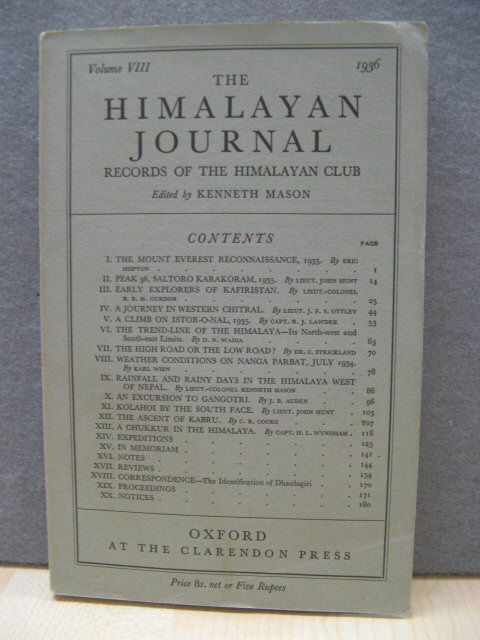 Volume VIII 1936
THE
HIMALAYAN
JOURNAL
RECORDS OF THE HIMALAYAN CLUB
Edited by KENNETH MASON
CONTENTS
PAGE
I. THE MOUNT EVEREST RECONNAISSANCE, 1935. By ERIC
SHIPTON . . . . . . . 1
II. PEAK 36, SALTORO KARAKORAM, 1935. By LIEUT. JOHN HUNT 14
III. EARLY EXPLORERS OF KAFIRISTAN. By LIEUT.-COLONEL
B. E. M. GURDON . . . . . . 25
IV. A JOURNEY IN WESTERN CHITRAL. By LIEUT. J. F. S. OTTLEY 44
V. A CLIMB ON ISTOR-O-NAL, 1935. By CAPT. R. J. LAWDER . 53
VI. THE TREND-LINE OF THE HIMALAYA—Its North-west and
South-east Limits. By D. N. WADIA . . . . 63
VII. THE HIGH ROAD OR THE LOW ROAD? By DR. C. STRICKLAND 70
VIII. WEATHER CONDITIONS ON NANGA PARBAT, JULY 1934.
By KARL WIEN . . . . . . 78
IX. RAINFALL AND RAINY DAYS IN THE HIMALAYA WEST
OF NEPAL. By LIEUT.-COLONEL KENNETH MASON . . 86
X. AN EXCURSION TO GANGOTRI. By J. B. AUDEN . 96
XI. KOLAHOI BY THE SOUTH FACE. By LIEUT. JOHN HUNT . 103
XII. THE ASCENT OF KABRU. By C. R. COOKE . . 107
XIII. A CHUKKUR IN THE HIMALAYA. By CAPT. H. L. WYNDHAM . 118
XIV. EXPEDITIONS . . . . . . 125
XV. IN MEMORIAM . . . . . . 141
XVI. NOTES . . . . . . 144
XVII. REVIEWS . . . . . . 154
XVIII. CORRESPONDENCE—The Identification of Dhaulagiri . 170
XIX. PROCEEDINGS . . . . . . 171
XX. NOTICES . . . . . . 180
OXFORD
AT THE CLARENDON PRESS
Price 8s. net or Five Rupees